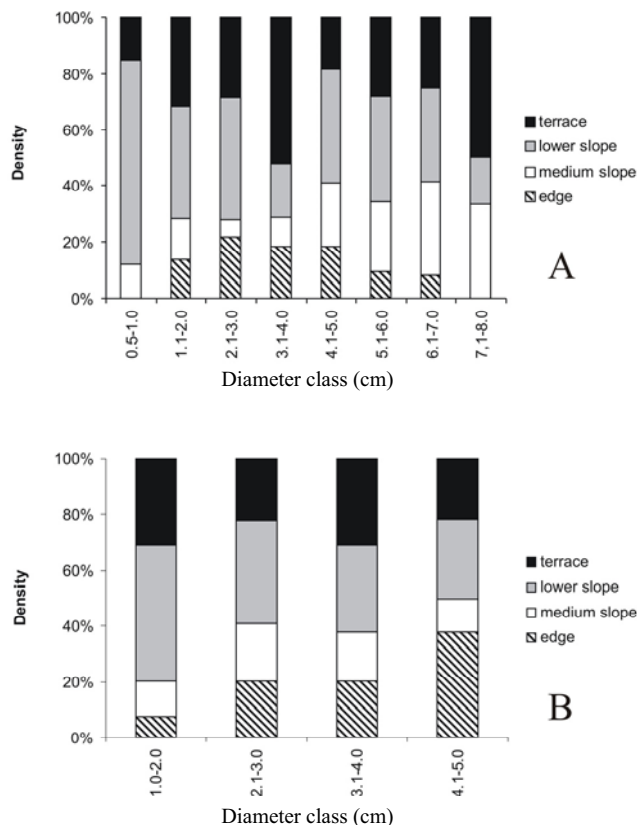 100%
80%
60%
40%
20%
0%
Density
terrace
lower slope
medium slope
edge
A
0.5-1.0
1.1-2.0
2.1-3.0
3.1-4.0
4.1-5.0
5.1-6.0
6.1-7.0
7,1-8.0
Diameter class (cm)
100%
80%
60%
40%
20%
0%
Density
terrace
lower slope
medium slope
edge
B
1.0-2.0
2.1-3.0
3.1-4.0
4.1-5.0
Diameter class (cm)